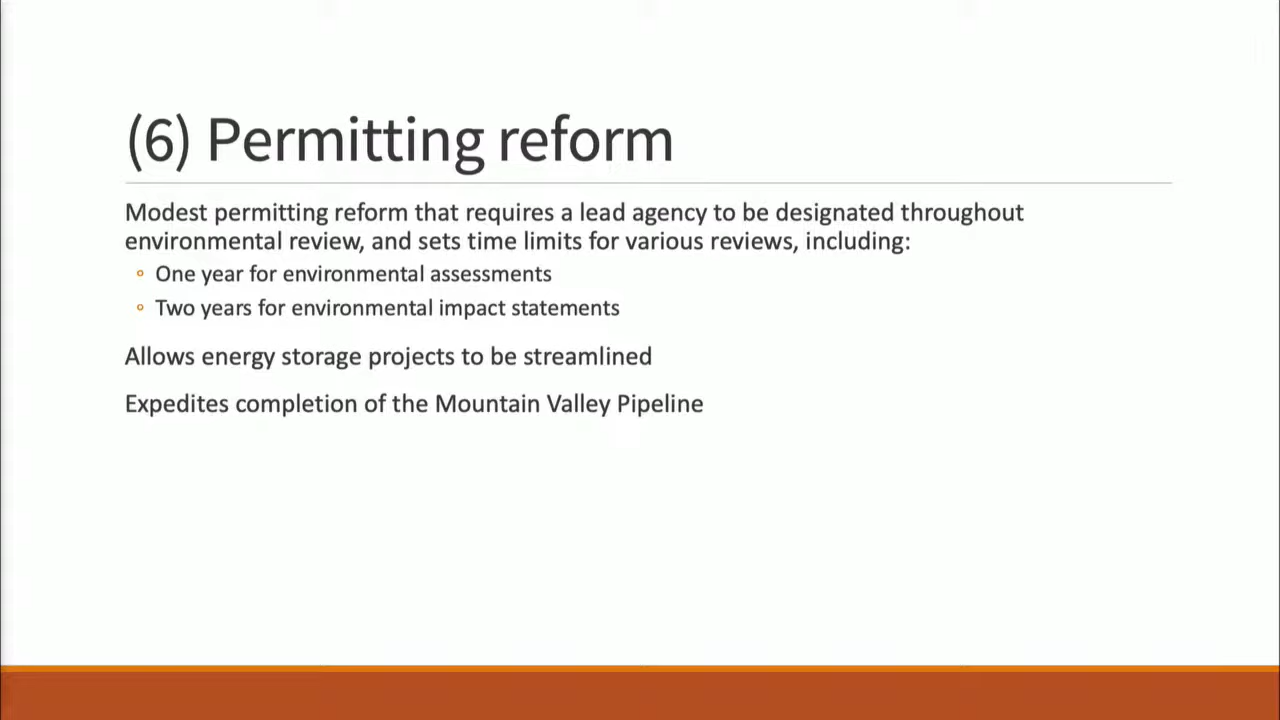 (6) Permitting reform
Modest permitting reform that requires a lead agency to be designated throughout
environmental review, and sets time limits for various reviews, including:
One year for environmental assessments
Two years for environmental impact statements
Allows energy storage projects to be streamlined
Expedites completion of the Mountain Valley Pipeline